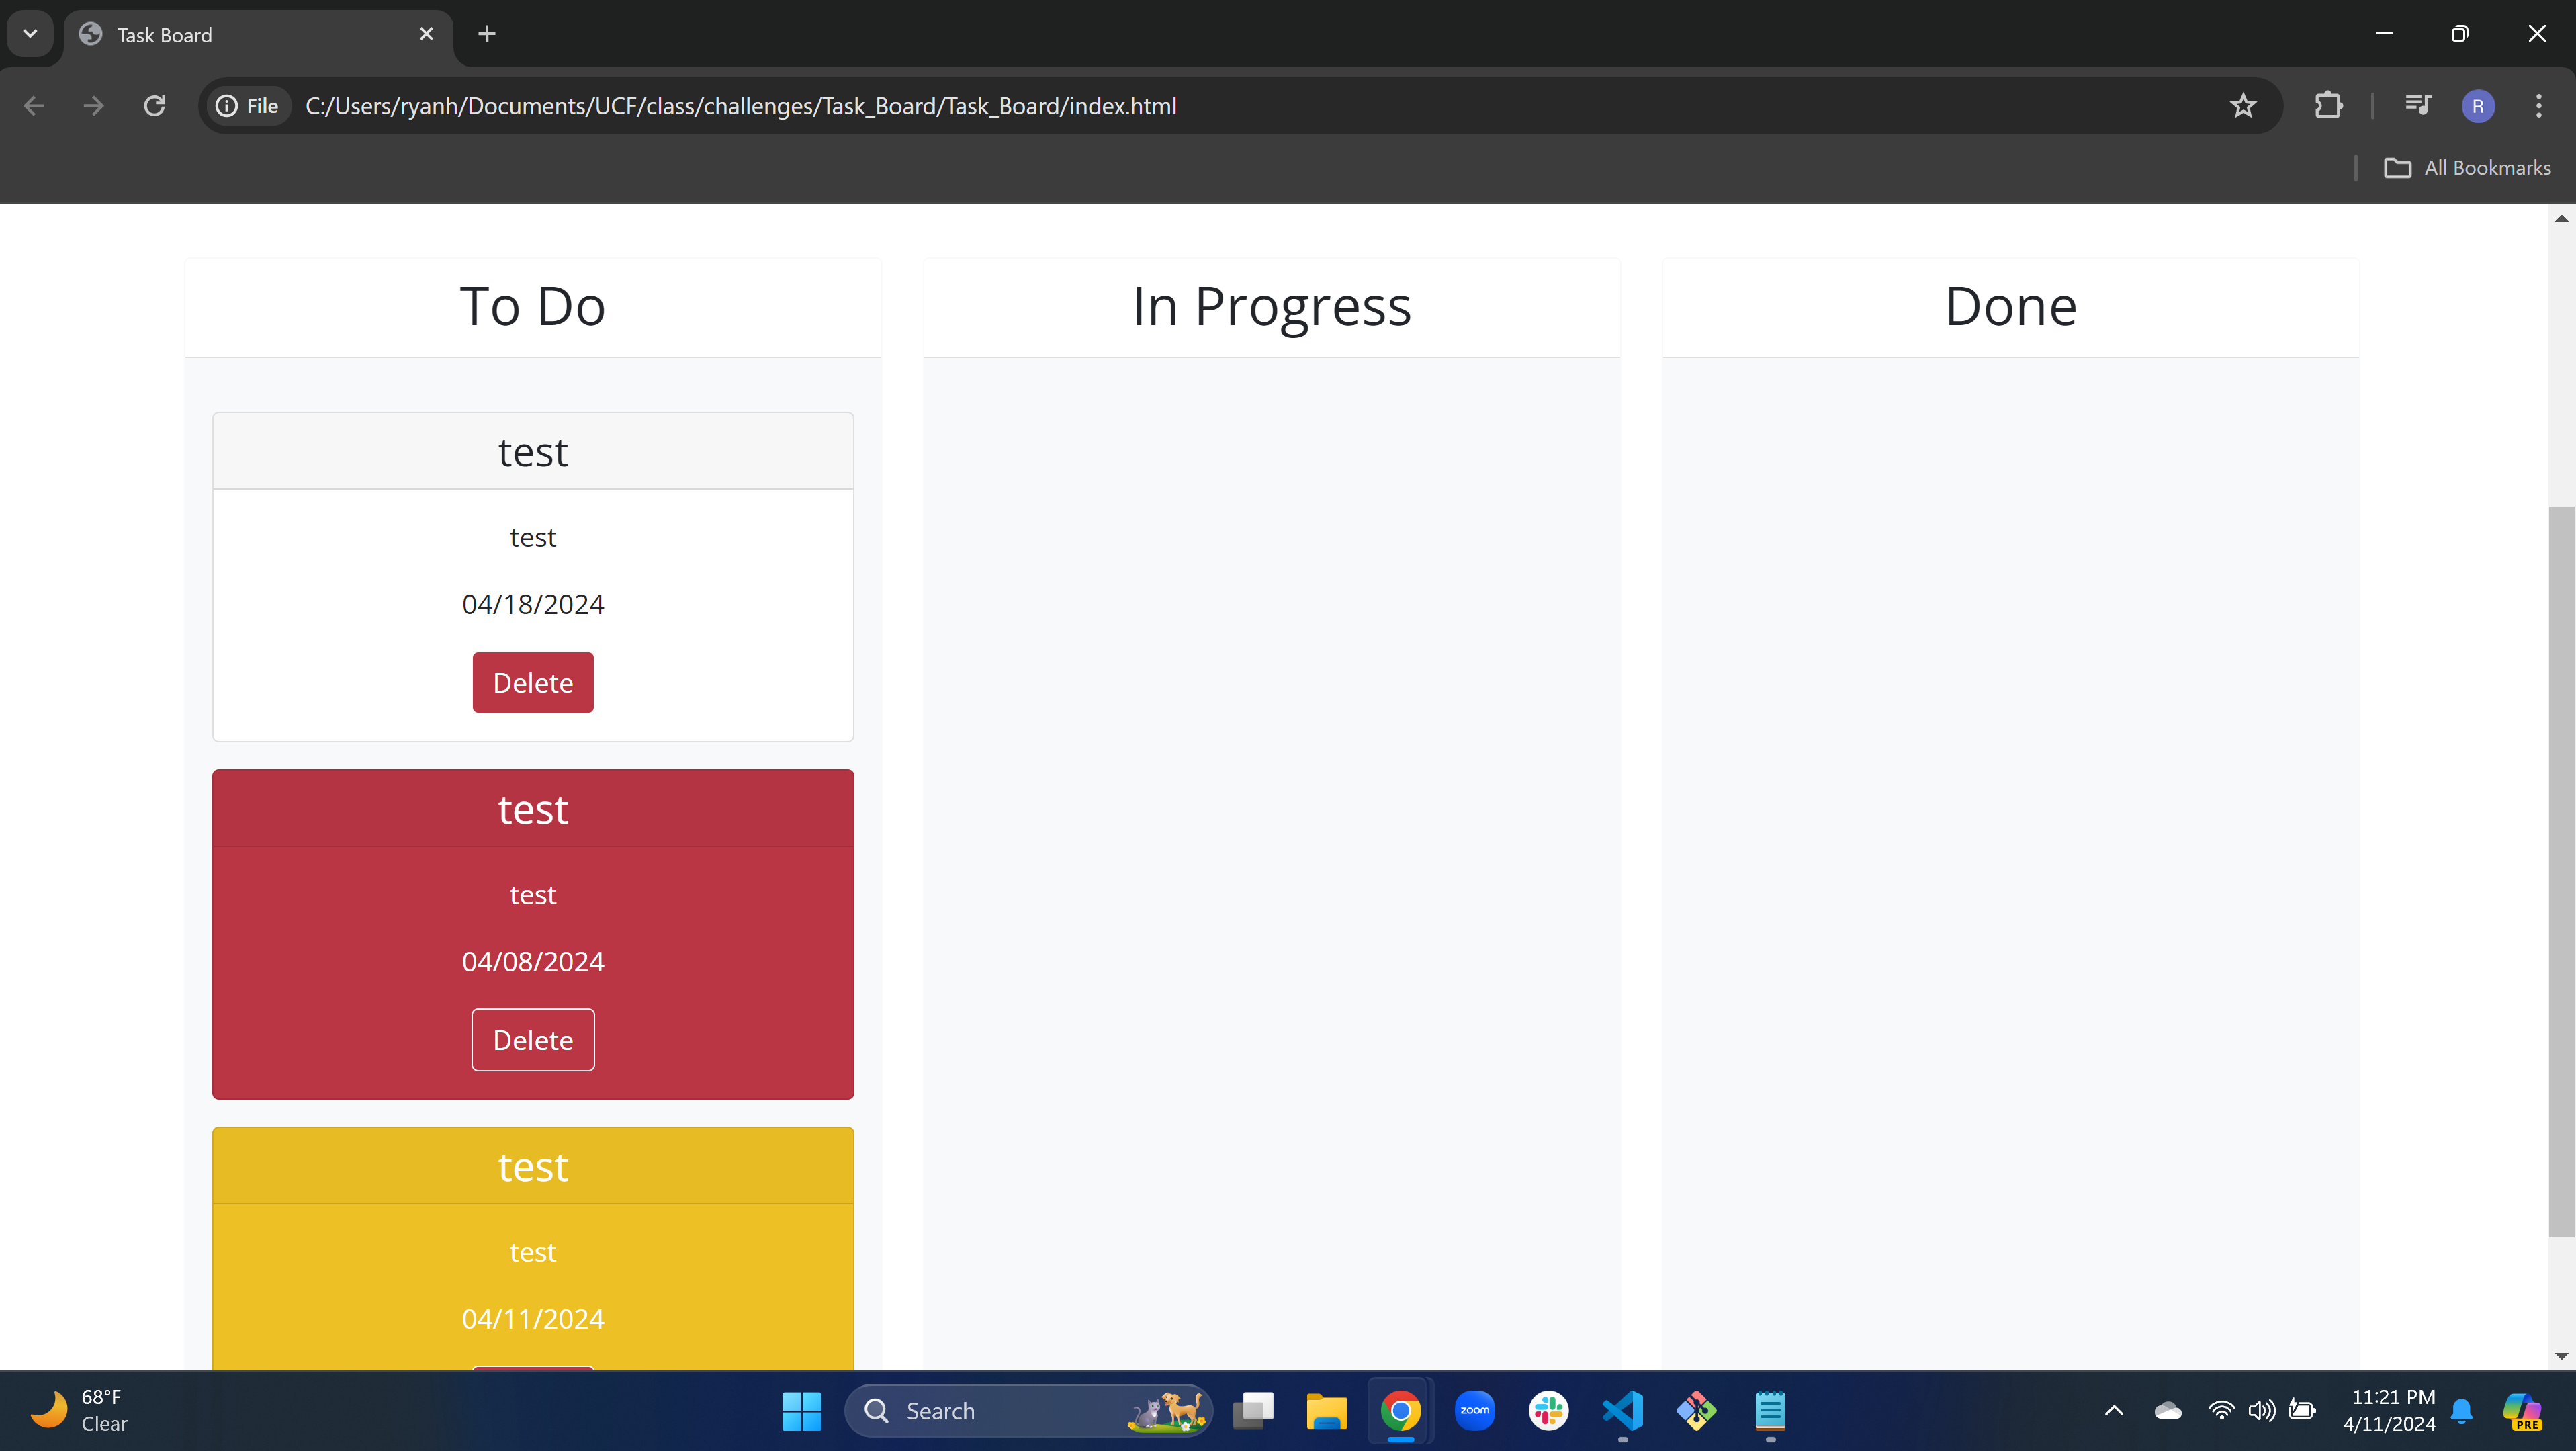 Task Board
File C:/Users/ryanh/Documents/UCF/class/challenges/Task_Board/Task_Board/index.html
R
All Bookmarks
To Do
In Progress
Done
test
test
04/18/2024
Delete
test
test
04/08/2024
Delete
test
test
04/11/2024
68°F
Clear
Search
zoom
11:21 PM
4/11/2024
PRE